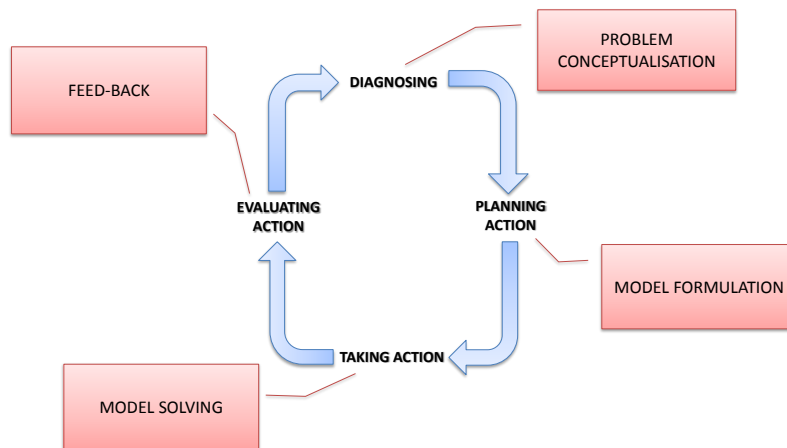 PROBLEM
CONCEPTUALISATION
FEED-BACK
DIAGNOSING
EVALUATING
ACTION
PLANNING
ACTION
MODEL FORMULATION
TAKING ACTION
MODEL SOLVING